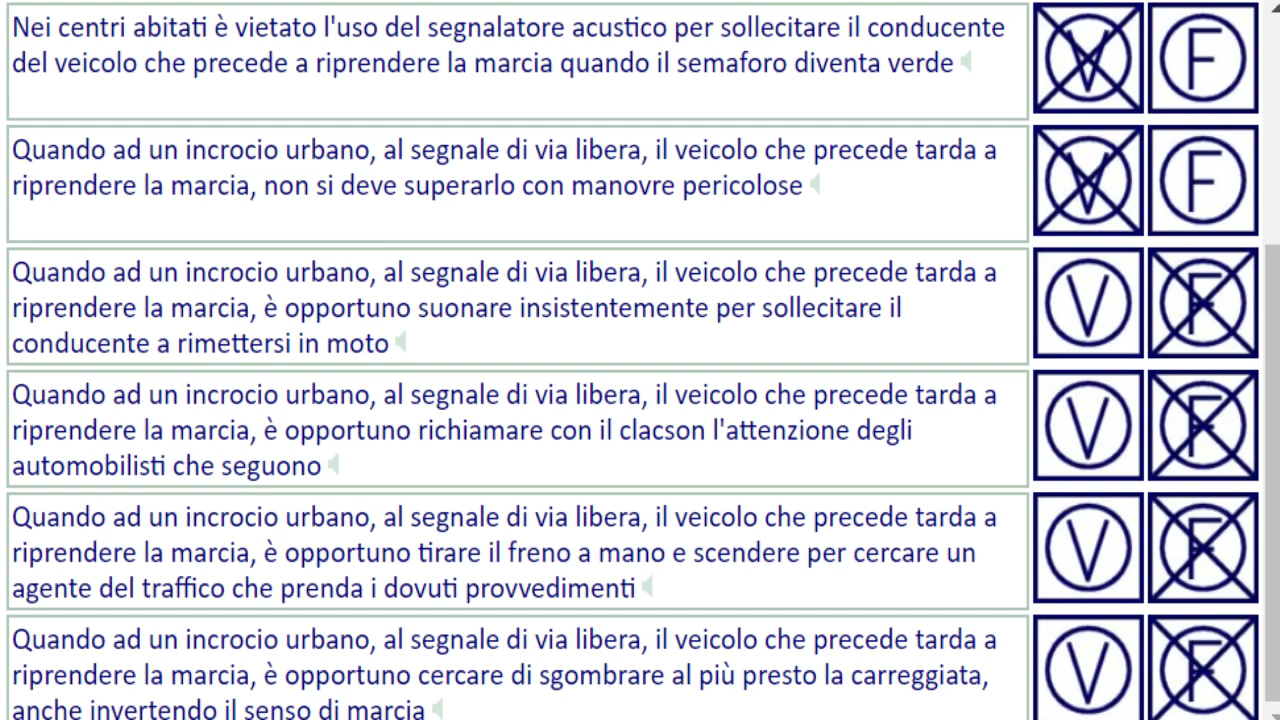 Nei centri abitati è vietato l'uso del segnalatore acustico per sollecitare il conducente
del veicolo che precede a riprendere la marcia quando il semaforo diventa verde
V F
Quando ad un incrocio urbano, al segnale di via libera, il veicolo che precede tarda a
riprendere la marcia, non si deve superarlo con manovre pericolose
V F
Quando ad un incrocio urbano, al segnale di via libera, il veicolo che precede tarda a
riprendere la marcia, è opportuno suonare insistentemente per sollecitare il
conducente a rimettersi in moto
V F
Quando ad un incrocio urbano, al segnale di via libera, il veicolo che precede tarda a
riprendere la marcia, è opportuno richiamare con il clacson l'attenzione degli
automobilisti che seguono
V F
Quando ad un incrocio urbano, al segnale di via libera, il veicolo che precede tarda a
riprendere la marcia, è opportuno tirare il freno a mano e scendere per cercare un
agente del traffico che prenda i dovuti provvedimenti
V F
Quando ad un incrocio urbano, al segnale di via libera, il veicolo che precede tarda a
riprendere la marcia, è opportuno cercare di sgombrare al più presto la carreggiata,
anche invertendo il senso di marcia
V F